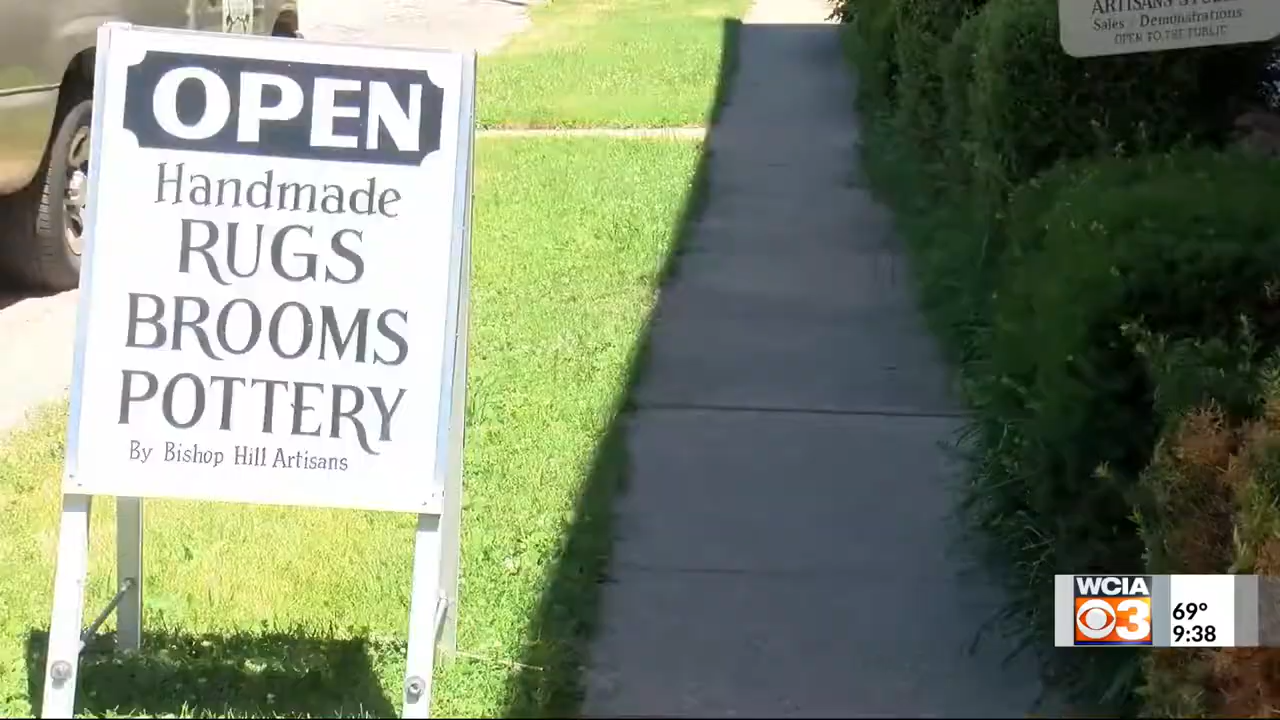 OPEN
Handmade
RUGS
BROOMS
POTTERY
By Bishop Hill Artisans
ARTISANS STUDIO
Sales Demonstrations
OPEN TO THE PUBLIC
WCIA
3
69°
9:38